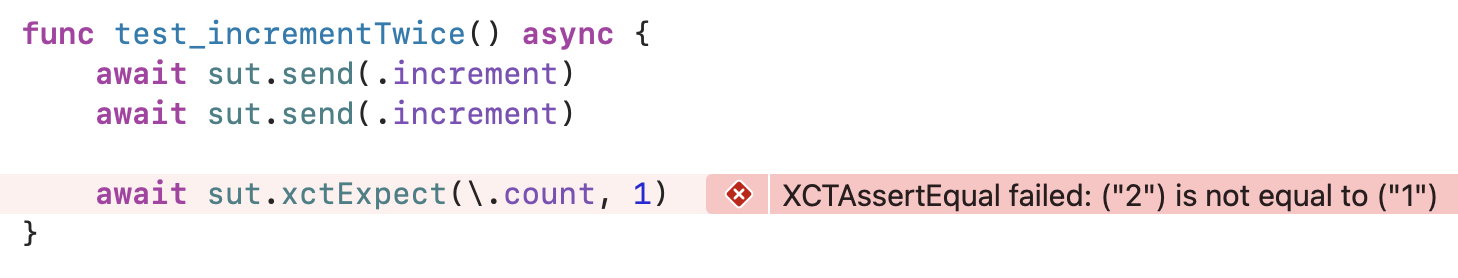 func test_incrementTwice() async {
    await sut.send(.increment)
    await sut.send(.increment)

    await sut.xctExpect(\.count, 1) XCTAssertEqual failed: ("2") is not equal to ("1")
}